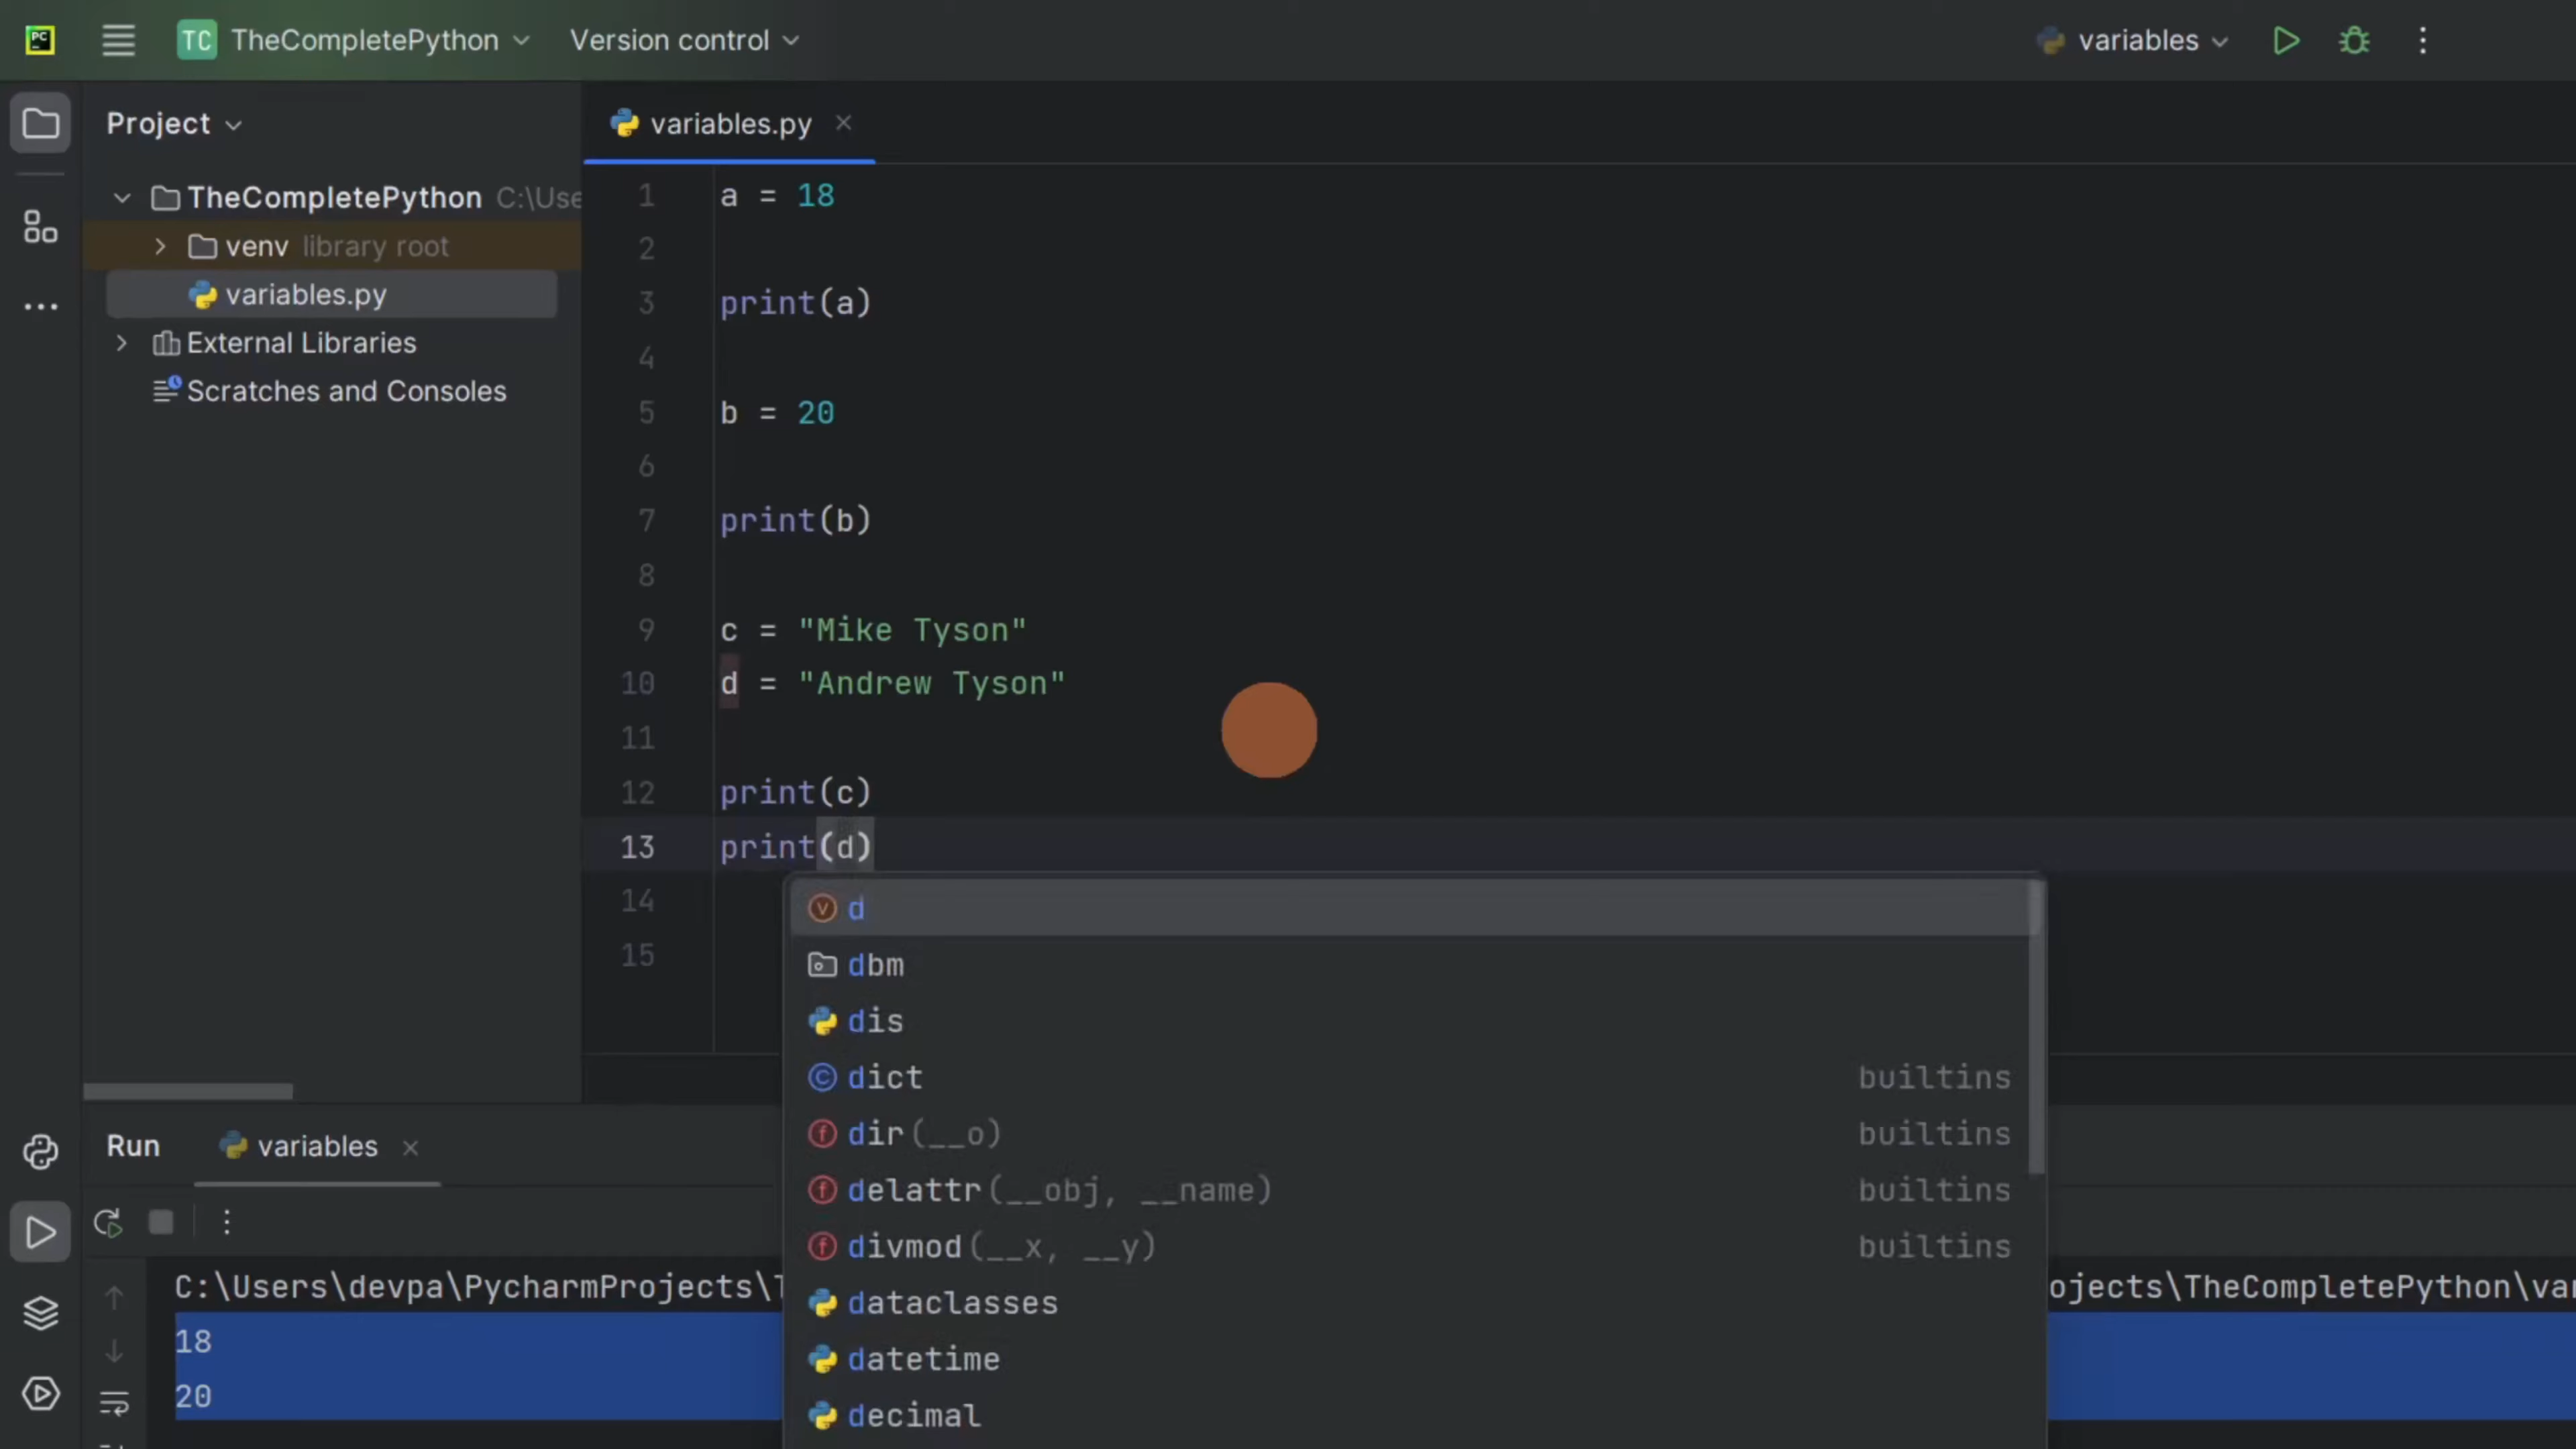 PC TC TheCompletePython Version control variables
Project
variables.py
TheCompletePython C:\Use
venv library root
variables.py
External Libraries
Scratches and Consoles
1 a = 18
2
3 print(a)
4
5 b = 20
6
7 print(b)
8
9 c = "Mike Tyson"
10 d = "Andrew Tyson"
11
12 print(c)
13 print(d)
14
15
d
dbm
dis
dict builtins
dir(__o) builtins
delattr(__obj, __name) builtins
divmod(__x, __y) builtins
dataclasses
datetime
decimal
Run variables
C:\Users\devpa\PycharmProjects\ ojects\TheCompletePython\var
18
20